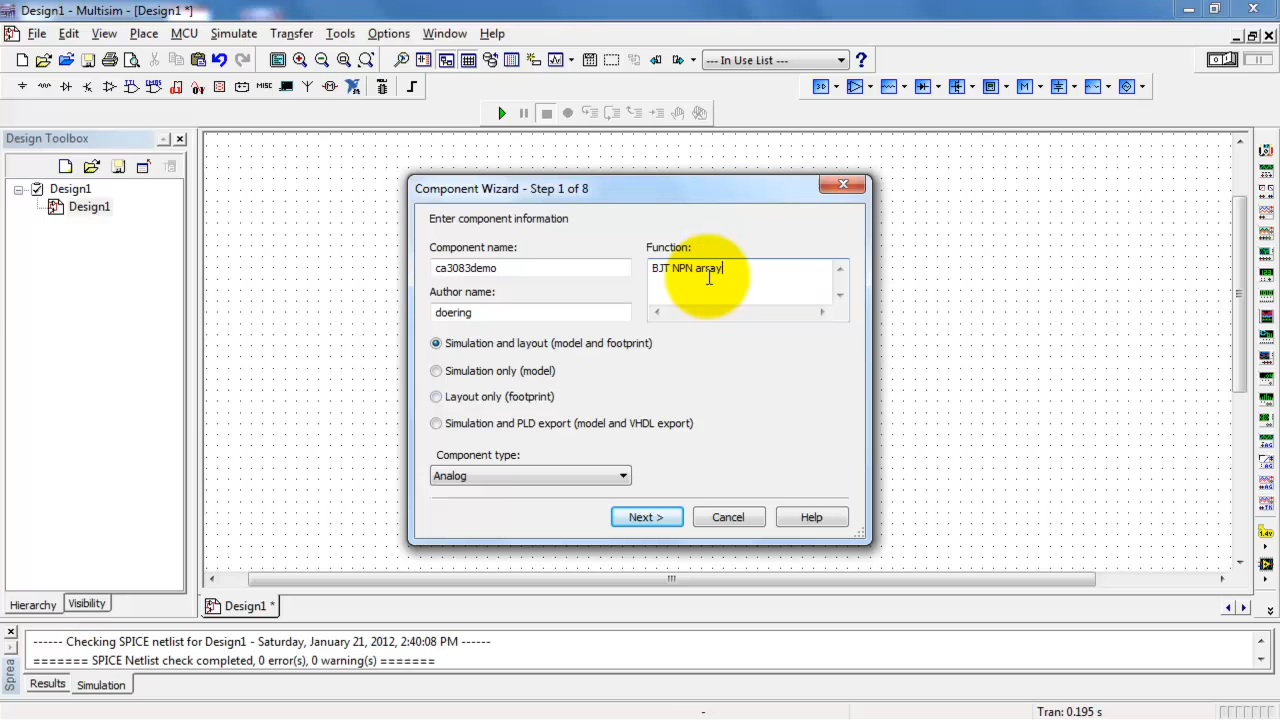 Design1 - Multisim - [Design1 *]
File Edit View Place MCU Simulate Transfer Tools Options Window Help
--- In Use List ---
MISC
Design Toolbox
Design1
Design1
Component Wizard - Step 1 of 8
Enter component information
Component name:
ca3083demo
Function:
BJT NPN array
Author name:
doering
Simulation and layout (model and footprint)
Simulation only (model)
Layout only (footprint)
Simulation and PLD export (model and VHDL export)
Component type:
Analog
Next > Cancel Help
Hierarchy Visibility
Design1 *
------ Checking SPICE netlist for Design1 - Saturday, January 21, 2012, 2:40:08 PM ------
======= SPICE Netlist check completed, 0 error(s), 0 warning(s) =======
Sprea
Results Simulation
- Tran: 0.195 s